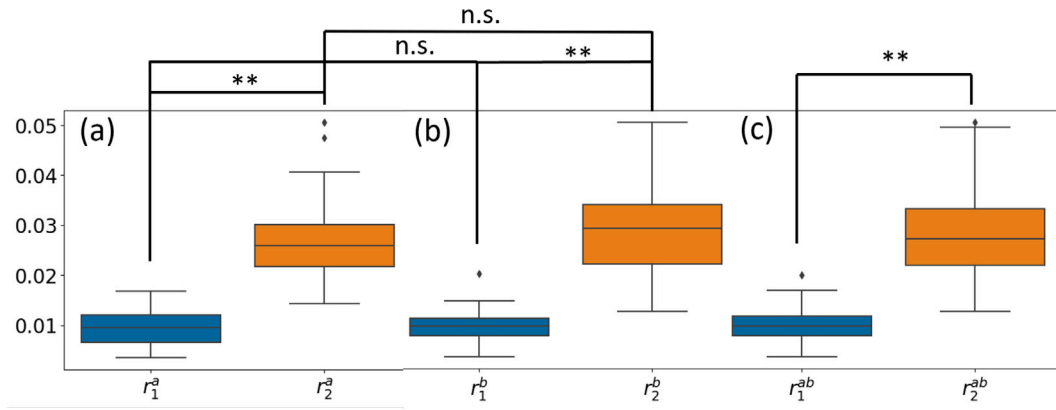 n.s.
n.s.
** ** **
(a) (b) (c)
0.05
0.04
0.03
0.02
0.01
r₁ᵃ r₂ᵃ r₁ᵇ r₂ᵇ r₁ᵃᵇ r₂ᵃᵇ